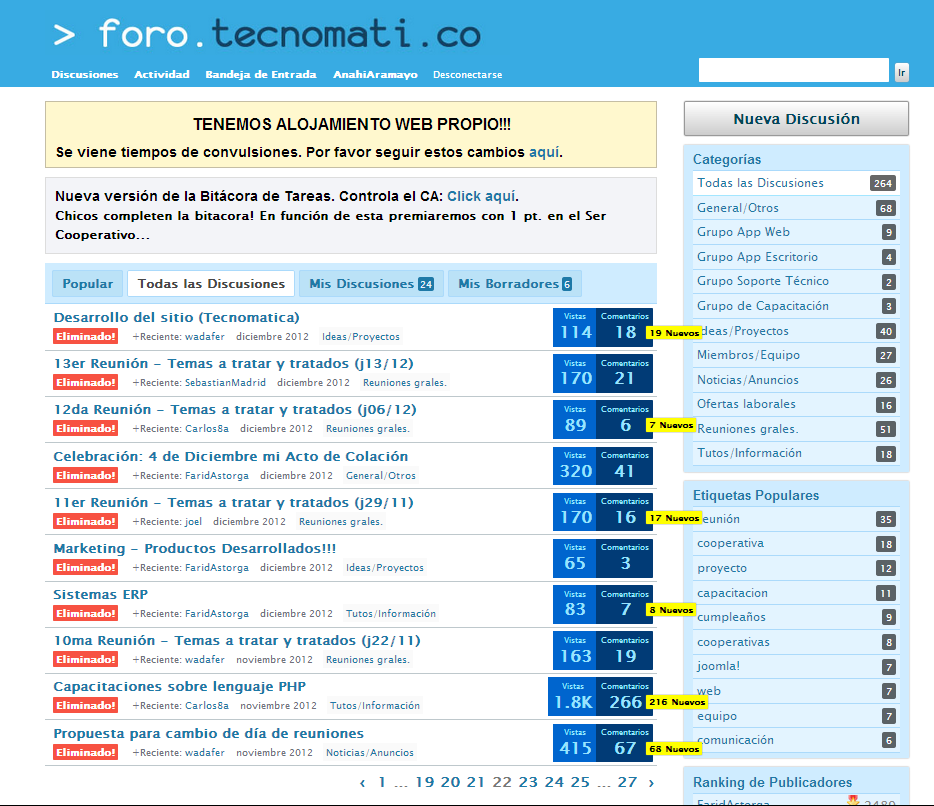 > foro.tecnomati.co
Discusiones Actividad Bandeja de Entrada AnahiAramayo Desconectarse
Ir
TENEMOS ALOJAMIENTO WEB PROPIO!!!
Se viene tiempos de convulsiones. Por favor seguir estos cambios aquí.
Nueva versión de la Bitácora de Tareas. Controla el CA: Click aquí.
Chicos completen la bitacora! En función de esta premiaremos con 1 pt. en el Ser
Cooperativo...
Popular Todas las Discusiones Mis Discusiones 24 Mis Borradores 6
Desarrollo del sitio (Tecnomatica)
Eliminado! +Reciente: wadafer diciembre 2012 Ideas/Proyectos
Vistas Comentarios
114 18 19 Nuevos
13er Reunión – Temas a tratar y tratados (j13/12)
Eliminado! +Reciente: SebastianMadrid diciembre 2012 Reuniones grales.
Vistas Comentarios
170 21
12da Reunión – Temas a tratar y tratados (j06/12)
Eliminado! +Reciente: Carlos8a diciembre 2012 Reuniones grales.
Vistas Comentarios
89 6 7 Nuevos
Celebración: 4 de Diciembre mi Acto de Colación
Eliminado! +Reciente: FaridAstorga diciembre 2012 General/Otros
Vistas Comentarios
320 41
11er Reunión – Temas a tratar y tratados (j29/11)
Eliminado! +Reciente: joel diciembre 2012 Reuniones grales.
Vistas Comentarios
170 16 17 Nuevos
Marketing – Productos Desarrollados!!!
Eliminado! +Reciente: FaridAstorga diciembre 2012 Ideas/Proyectos
Vistas Comentarios
65 3
Sistemas ERP
Eliminado! +Reciente: FaridAstorga diciembre 2012 Tutos/Información
Vistas Comentarios
83 7 8 Nuevos
10ma Reunión – Temas a tratar y tratados (j22/11)
Eliminado! +Reciente: wadafer noviembre 2012 Reuniones grales.
Vistas Comentarios
163 19
Capacitaciones sobre lenguaje PHP
Eliminado! +Reciente: Carlos8a noviembre 2012 Tutos/Información
Vistas Comentarios
1.8K 266 216 Nuevos
Propuesta para cambio de día de reuniones
Eliminado! +Reciente: wadafer noviembre 2012 Noticias/Anuncios
Vistas Comentarios
415 67 68 Nuevos
‹ 1 ... 19 20 21 22 23 24 25 ... 27 ›
Nueva Discusión
Categorías
Todas las Discusiones 264
General/Otros 68
Grupo App Web 9
Grupo App Escritorio 4
Grupo Soporte Técnico 2
Grupo de Capacitación 3
deas/Proyectos 40
Miembros/Equipo 27
Noticias/Anuncios 26
Ofertas laborales 16
Reuniones grales. 51
Tutos/Información 18
Etiquetas Populares
reunión 35
cooperativa 18
proyecto 12
capacitacion 11
cumpleaños 9
cooperativas 8
joomla! 7
web 7
equipo 7
comunicación 6
Ranking de Publicadores
FaridAstorga 2480